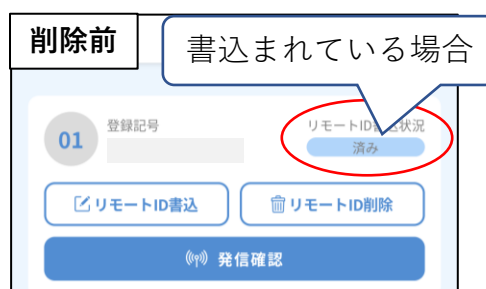 削除前
書込まれている場合
01
登録記号
リモートID書込状況
済み
リモートID書込
リモートID削除
発信確認